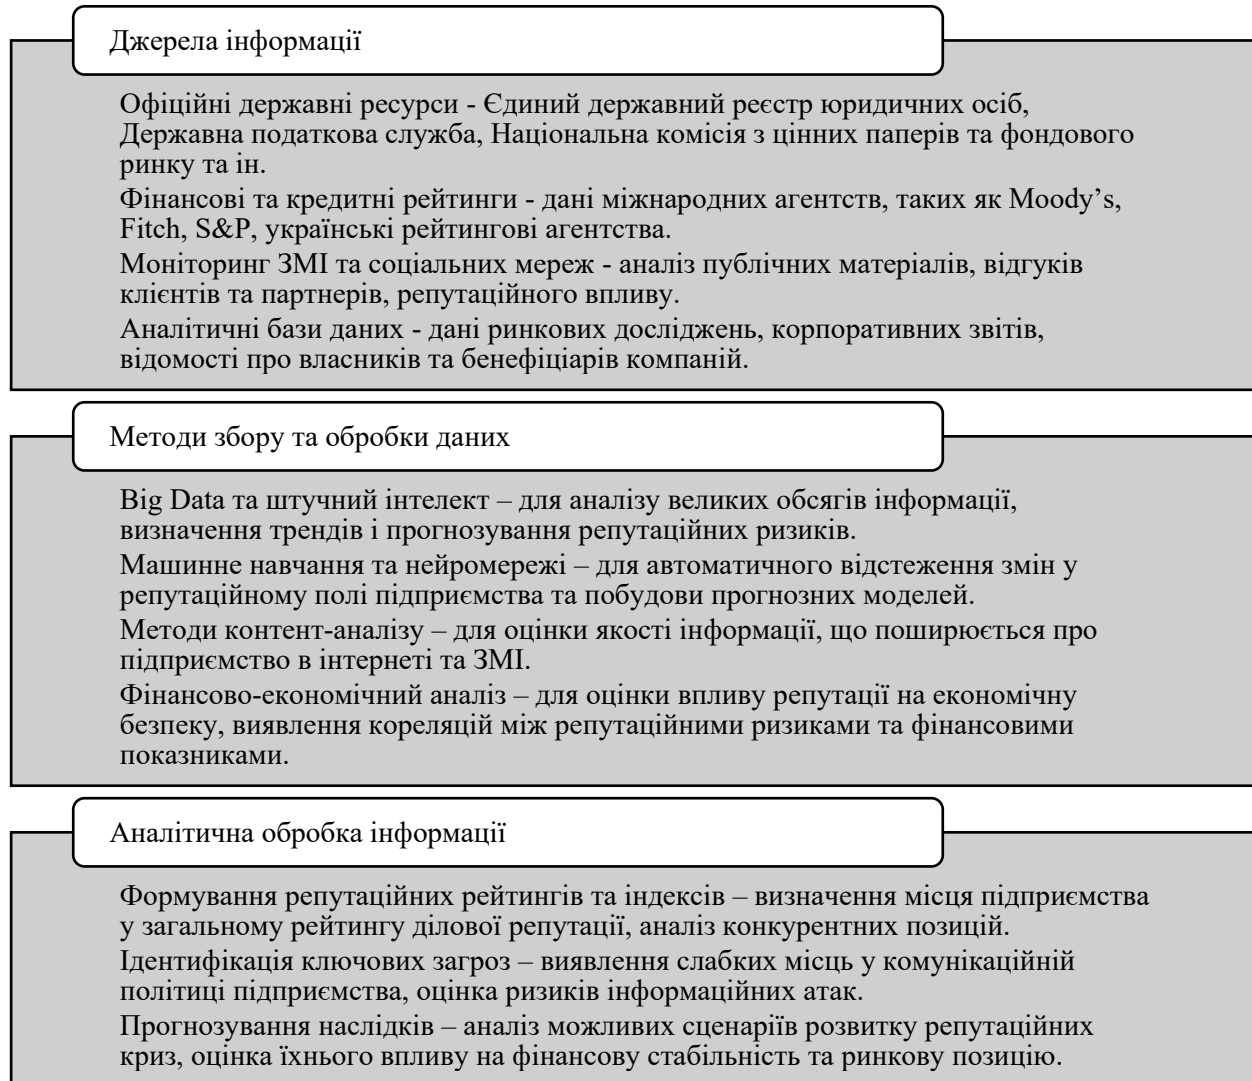 Джерела інформації
Офіційні державні ресурси - Єдиний державний реєстр юридичних осіб,
Державна податкова служба, Національна комісія з цінних паперів та фондового
ринку та ін.
Фінансові та кредитні рейтинги - дані міжнародних агентств, таких як Moody’s,
Fitch, S&P, українські рейтингові агентства.
Моніторинг ЗМІ та соціальних мереж - аналіз публічних матеріалів, відгуків
клієнтів та партнерів, репутаційного впливу.
Аналітичні бази даних - дані ринкових досліджень, корпоративних звітів,
відомості про власників та бенефіціарів компаній.
Методи збору та обробки даних
Big Data та штучний інтелект – для аналізу великих обсягів інформації,
визначення трендів і прогнозування репутаційних ризиків.
Машинне навчання та нейромережі – для автоматичного відстеження змін у
репутаційному полі підприємства та побудови прогнозних моделей.
Методи контент-аналізу – для оцінки якості інформації, що поширюється про
підприємство в інтернеті та ЗМІ.
Фінансово-економічний аналіз – для оцінки впливу репутації на економічну
безпеку, виявлення кореляцій між репутаційними ризиками та фінансовими
показниками.
Аналітична обробка інформації
Формування репутаційних рейтингів та індексів – визначення місця підприємства
у загальному рейтингу ділової репутації, аналіз конкурентних позицій.
Ідентифікація ключових загроз – виявлення слабких місць у комунікаційній
політиці підприємства, оцінка ризиків інформаційних атак.
Прогнозування наслідків – аналіз можливих сценаріїв розвитку репутаційних
криз, оцінка їхнього впливу на фінансову стабільність та ринкову позицію.